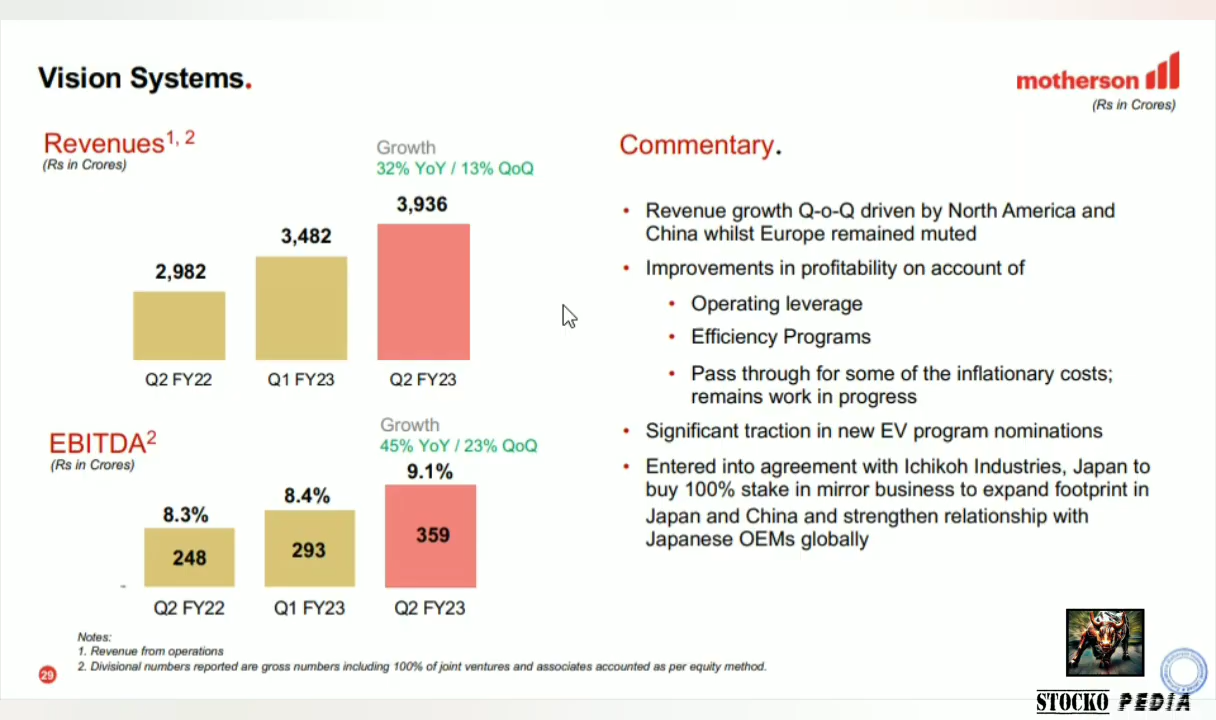 Vision Systems.
motherson
(Rs in Crores)
Revenues1, 2
(Rs in Crores)
Growth
32% YoY / 13% QoQ
3,936
3,482
2,982
Q2 FY22 Q1 FY23 Q2 FY23
EBITDA2
(Rs in Crores)
Growth
45% YoY / 23% QoQ
9.1%
8.4%
8.3%
248 293 359
Q2 FY22 Q1 FY23 Q2 FY23
Commentary.
• Revenue growth Q-o-Q driven by North America and
China whilst Europe remained muted
• Improvements in profitability on account of
• Operating leverage
• Efficiency Programs
• Pass through for some of the inflationary costs;
remains work in progress
• Significant traction in new EV program nominations
• Entered into agreement with Ichikoh Industries, Japan to
buy 100% stake in mirror business to expand footprint in
Japan and China and strengthen relationship with
Japanese OEMs globally
Notes:
1. Revenue from operations
2. Divisional numbers reported are gross numbers including 100% of joint ventures and associates accounted as per equity method.
29
STOCKO PEDIA